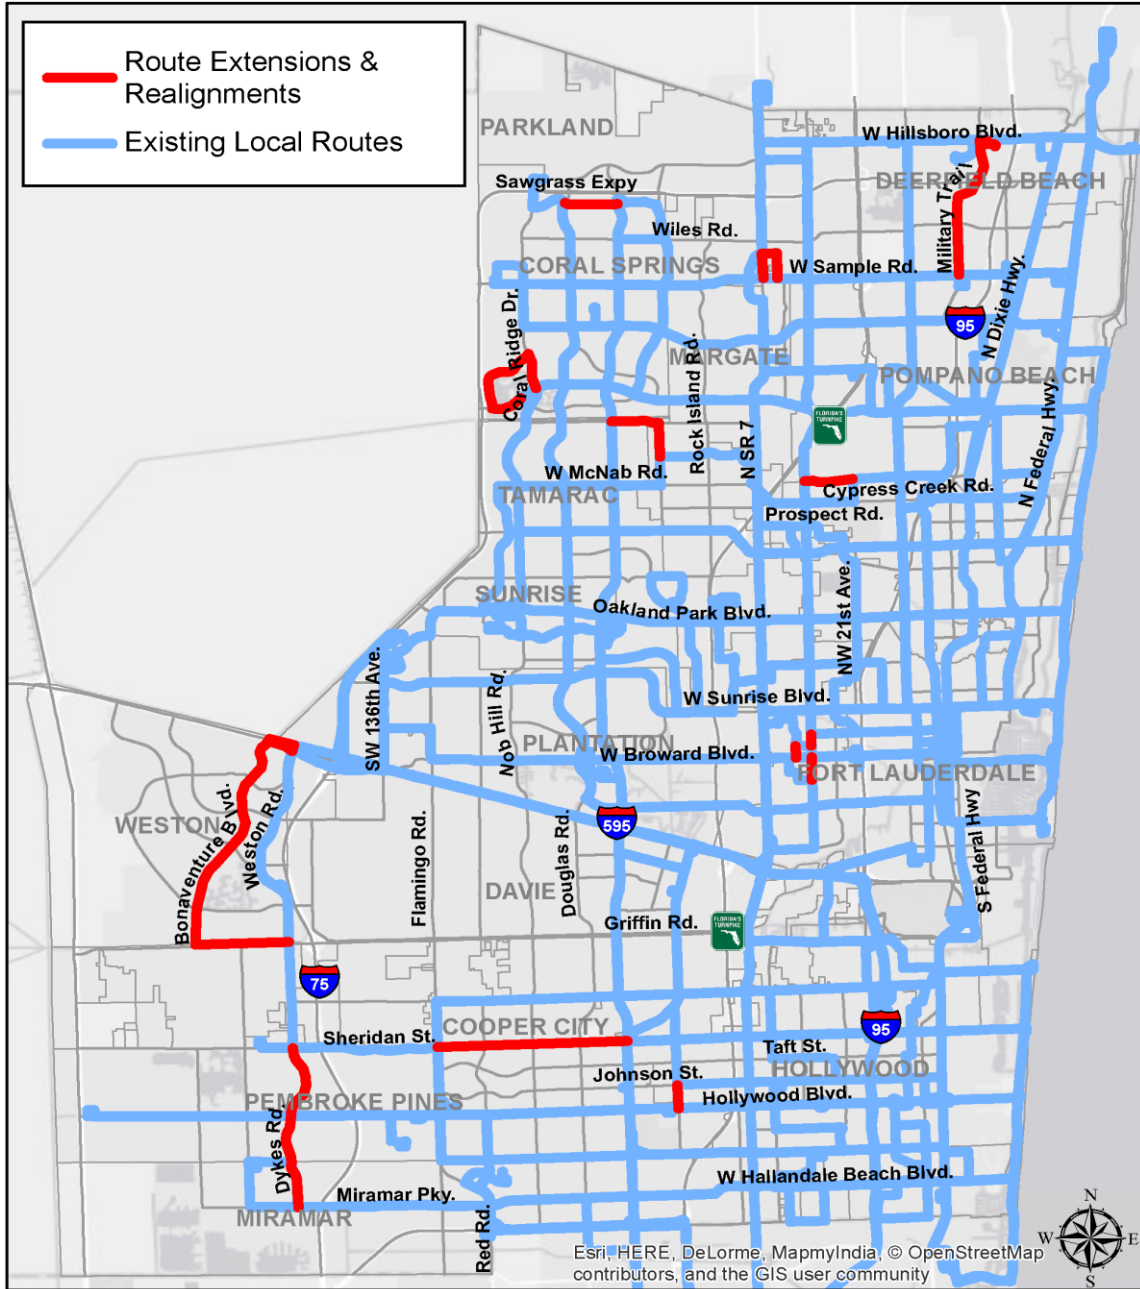 Route Extensions &
Realignments
Existing Local Routes
PARKLAND
W Hillsboro Blvd.
DEERFIELD BEACH
Sawgrass Expy
Military Trail
Wiles Rd.
CORAL SPRINGS
W Sample Rd.
N Dixie Hwy.
Coral Ridge Dr.
95
MARGATE
POMPANO BEACH
Rock Island Rd.
N SR 7
FLORIDA'S
TURNPIKE
N Federal Hwy.
W McNab Rd.
TAMARAC
Cypress Creek Rd.
Prospect Rd.
SUNRISE
Oakland Park Blvd.
NW 21st Ave.
SW 136th Ave.
Nob Hill Rd.
W Sunrise Blvd.
PLANTATION
W Broward Blvd.
FORT LAUDERDALE
WESTON
Bonaventure Blvd.
Weston Rd.
Flamingo Rd.
Douglas Rd.
595
S Federal Hwy
DAVIE
Griffin Rd.
FLORIDA'S
TURNPIKE
75
COOPER CITY
95
Sheridan St.
Taft St.
HOLLYWOOD
Johnson St.
Hollywood Blvd.
PEMBROKE PINES
Dykes Rd.
W Hallandale Beach Blvd.
Miramar Pky.
MIRAMAR
Red Rd.
N
W
E
S
Esri, HERE, DeLorme, MapmyIndia, © OpenStreetMap
contributors, and the GIS user community